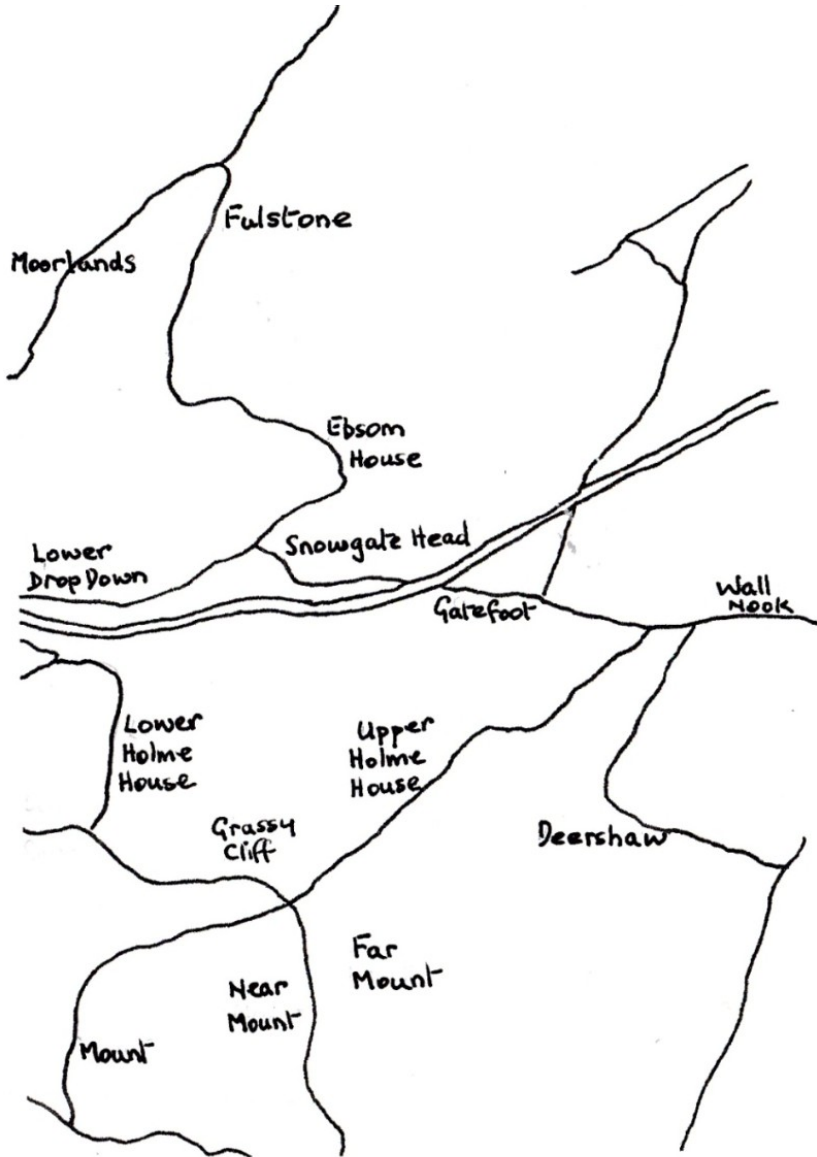 Fulstone
Moorlands
Ebsom
House
Snowgate Head
Lower
Drop Down
Gatefoot
Wall
Nook
Lower
Holme
House
Upper
Holme
House
Grassy
Cliff
Deershaw
Far
Mount
Near
Mount
Mount